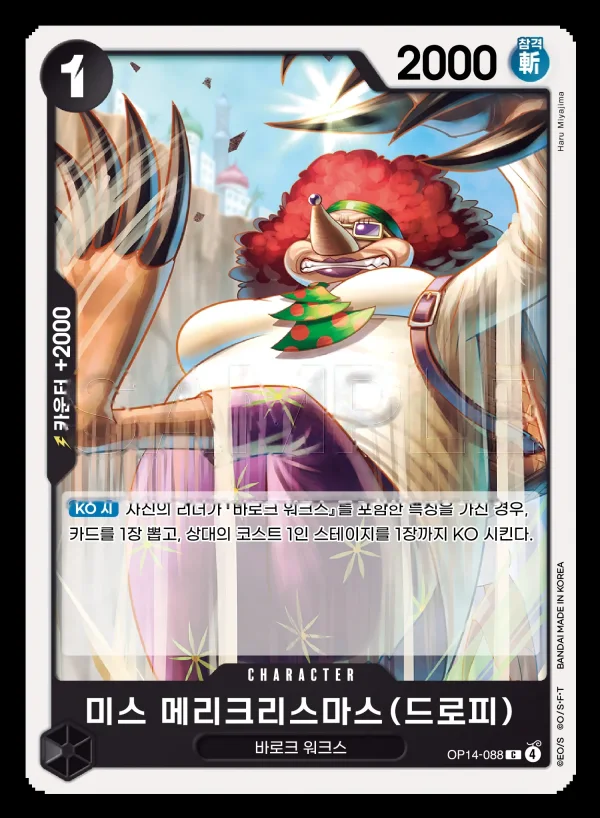 1
2000
참격
斬
Haru Miyajima
카운터 +2000
SAMPLE
KO 시 자신의 리더가 『바로크 워크스』를 포함한 특징을 가진 경우,
카드를 1장 뽑고, 상대의 코스트 1인 스테이지를 1장까지 KO 시킨다.
CHARACTER
미스 메리크리스마스(드로피)
바로크 워크스
OP14-088 C 4
©EO/S ©O/S·F·T BANDAI MADE IN KOREA